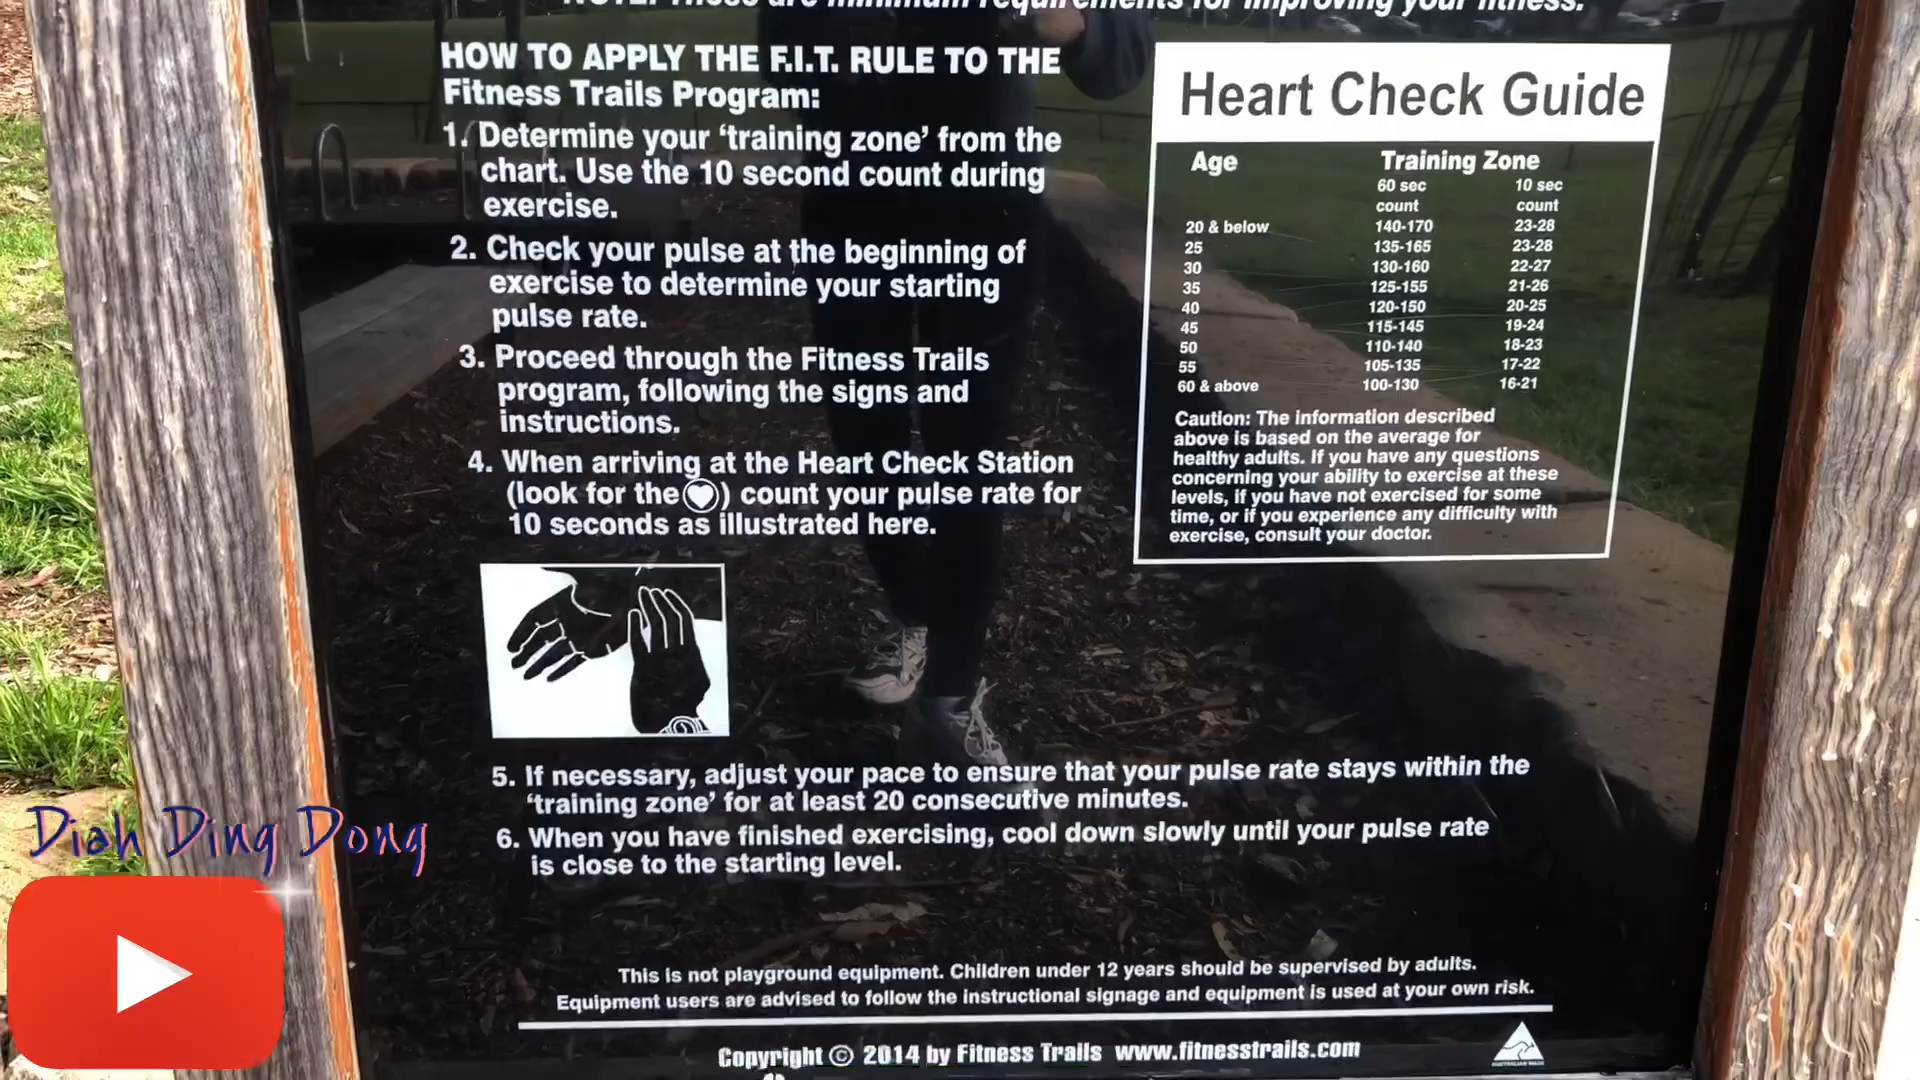 NOTE: These are minimum requirements for improving your fitness.
HOW TO APPLY THE F.I.T. RULE TO THE
Fitness Trails Program:
1. Determine your ‘training zone’ from the
chart. Use the 10 second count during
exercise.
2. Check your pulse at the beginning of
exercise to determine your starting
pulse rate.
3. Proceed through the Fitness Trails
program, following the signs and
instructions.
4. When arriving at the Heart Check Station
(look for the ) count your pulse rate for
10 seconds as illustrated here.
Heart Check Guide
Age Training Zone
60 sec 10 sec
count count
20 & below 140-170 23-28
25 135-165 23-28
30 130-160 22-27
35 125-155 21-26
40 120-150 20-25
45 115-145 19-24
50 110-140 18-23
55 105-135 17-22
60 & above 100-130 16-21
Caution: The information described
above is based on the average for
healthy adults. If you have any questions
concerning your ability to exercise at these
levels, if you have not exercised for some
time, or if you experience any difficulty with
exercise, consult your doctor.
5. If necessary, adjust your pace to ensure that your pulse rate stays within the
‘training zone’ for at least 20 consecutive minutes.
6. When you have finished exercising, cool down slowly until your pulse rate
is close to the starting level.
Diah Ding Dong
This is not playground equipment. Children under 12 years should be supervised by adults.
Equipment users are advised to follow the instructional signage and equipment is used at your own risk.
Copyright © 2014 by Fitness Trails www.fitnesstrails.com
AUSTRALIAN MADE